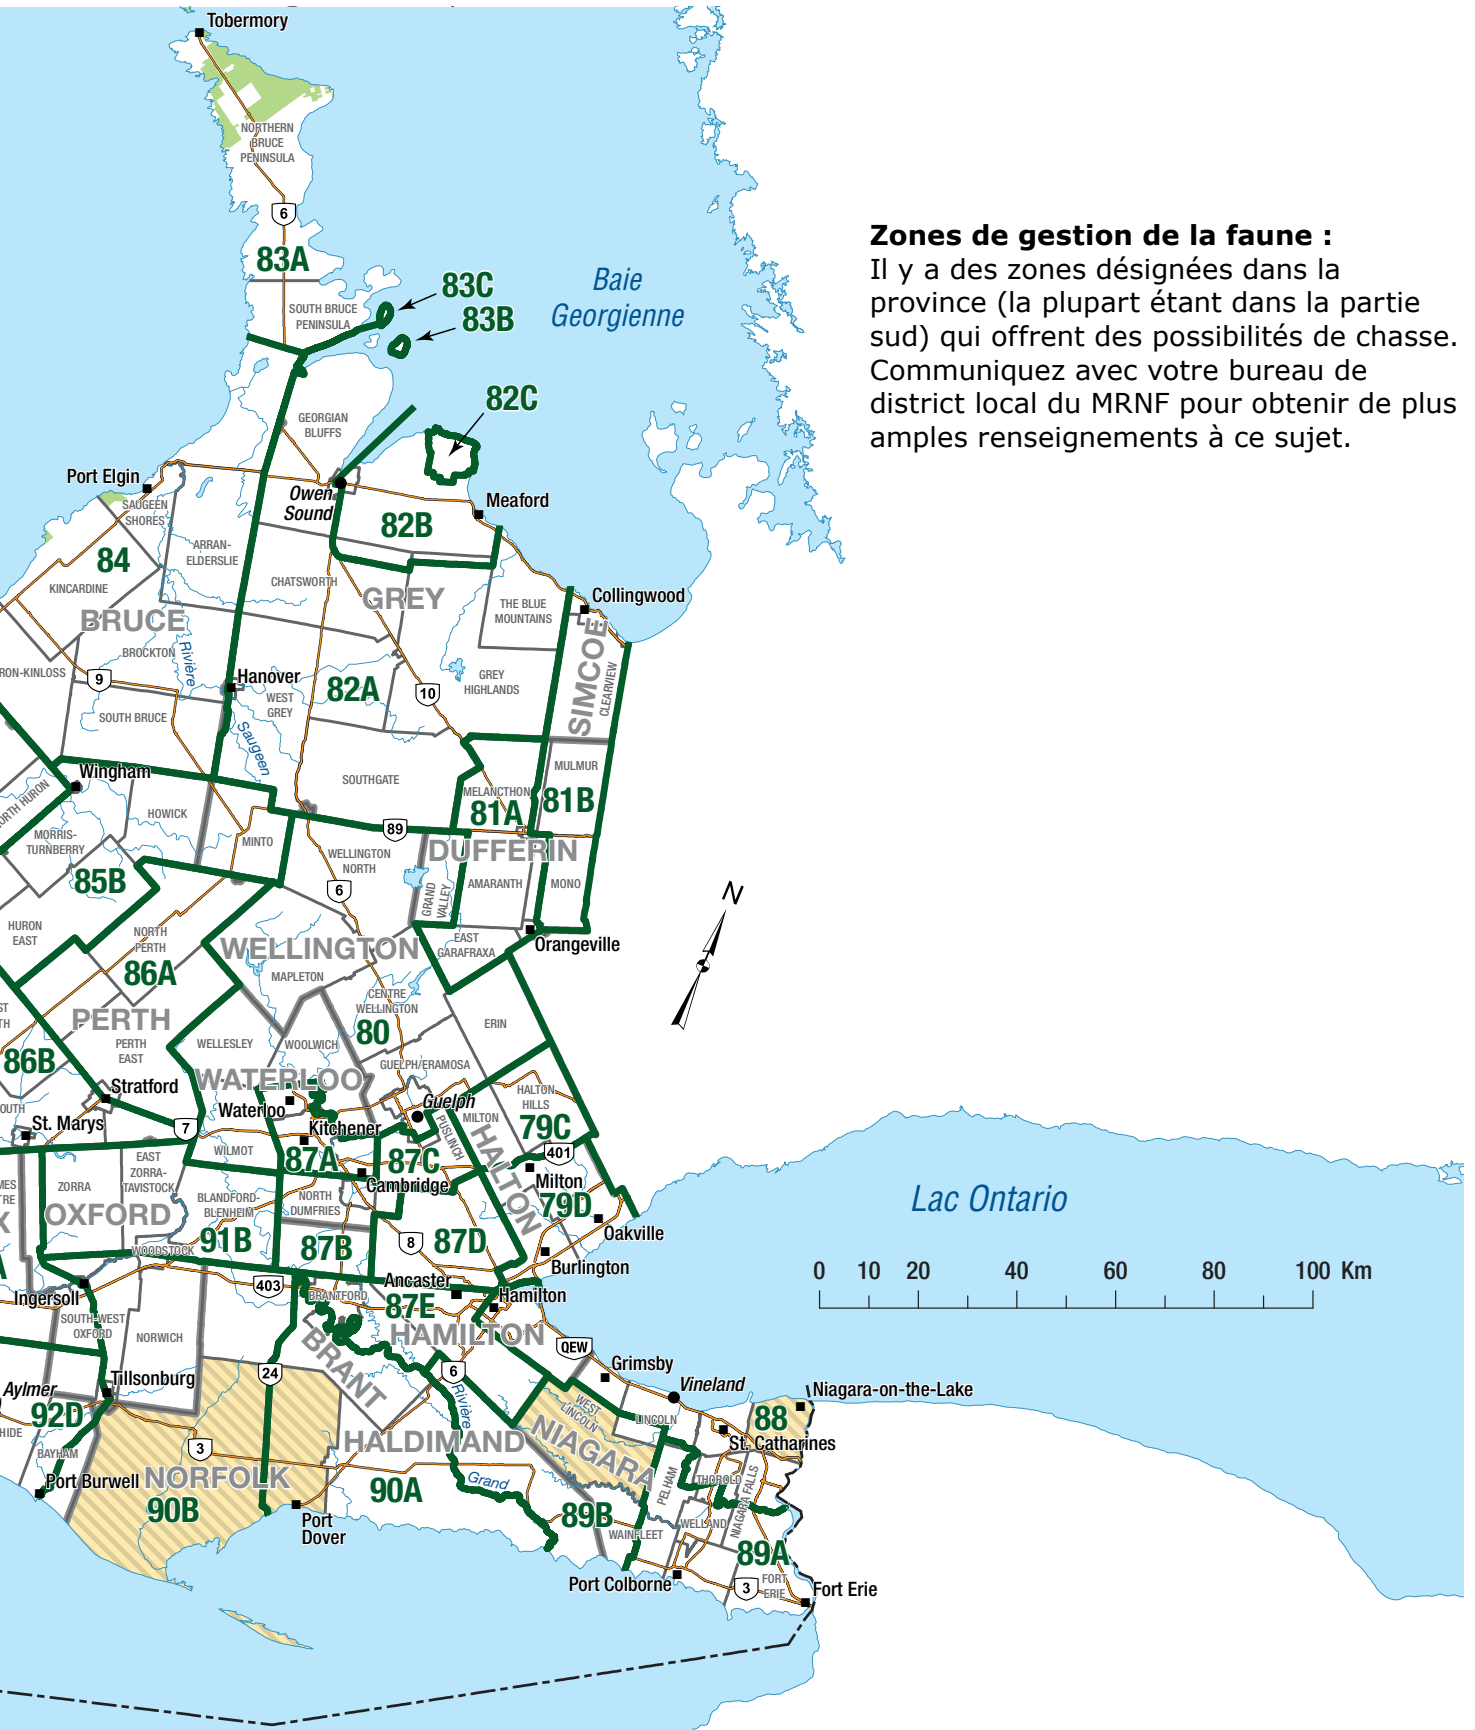 Tobermory
NORTHERN
BRUCE
PENINSULA
6
83A
Zones de gestion de la faune :
Il y a des zones désignées dans la
province (la plupart étant dans la partie
sud) qui offrent des possibilités de chasse.
Communiquez avec votre bureau de
district local du MRNF pour obtenir de plus
amples renseignements à ce sujet.
Baie
Georgienne
83C
83B
SOUTH BRUCE
PENINSULA
82C
GEORGIAN
BLUFFS
Port Elgin
Owen
Sound
Meaford
SAUGEEN
SHORES
82B
ARRAN-
ELDERSLIE
84
KINCARDINE
CHATSWORTH
GREY
THE BLUE
MOUNTAINS
Collingwood
BRUCE
BROCKTON
Rivière
RON-KINLOSS
9
Hanover
WEST
GREY
82A
10
GREY
HIGHLANDS
SIMCOE
CLEARVIEW
SOUTH BRUCE
Saugeen
Wingham
SOUTHGATE
MULMUR
MELANCTHON
81A
81B
ORTH HURON
HOWICK
MORRIS-
TURNBERRY
MINTO
89
WELLINGTON
NORTH
DUFFERIN
85B
6
GRAND
VALLEY
AMARANTH
MONO
N
HURON
EAST
NORTH
PERTH
86A
WELLINGTON
MAPLETON
EAST
GARAFRAXA
Orangeville
CENTRE
WELLINGTON
80
ST
TH
PERTH
PERTH
EAST
ERIN
WELLESLEY
WOOLWICH
86B
GUELPH/ERAMOSA
WATERLOO
Stratford
OUTH
St. Marys
Waterloo
Guelph
HALTON
HILLS
79C
MILTON
PUSLINCH
HALTON
7
Kitchener
WILMOT
87A
87C
401
EAST
ZORRA-
TAVISTOCK
ZORRA
Cambridge
Milton
79D
MES
TRE
X
OXFORD
BLANDFORD-
BLENHEIM
NORTH
DUMFRIES
91B
87B
8
87D
Oakville
Lac Ontario
WOODSTOCK
A
Burlington
0 10 20 40 60 80 100 Km
403
Ancaster
BRANTFORD
87E
Hamilton
Ingersoll
SOUTH-WEST
OXFORD
NORWICH
BRANT
HAMILTON
QEW
Grimsby
24
6
Rivière
Vineland
Niagara-on-the-Lake
Aylmer
Tillsonburg
92D
HIDE
BAYHAM
WEST
LINCOLN
LINCOLN
88
St. Catharines
3
HALDIMAND
NIAGARA
PELHAM
THOROLD
NIAGARA FALLS
Port Burwell
NORFOLK
90B
90A
Grand
89B
WAINFLEET
WELLAND
Port
Dover
89A
Port Colborne
3
FORT
ERIE
Fort Erie